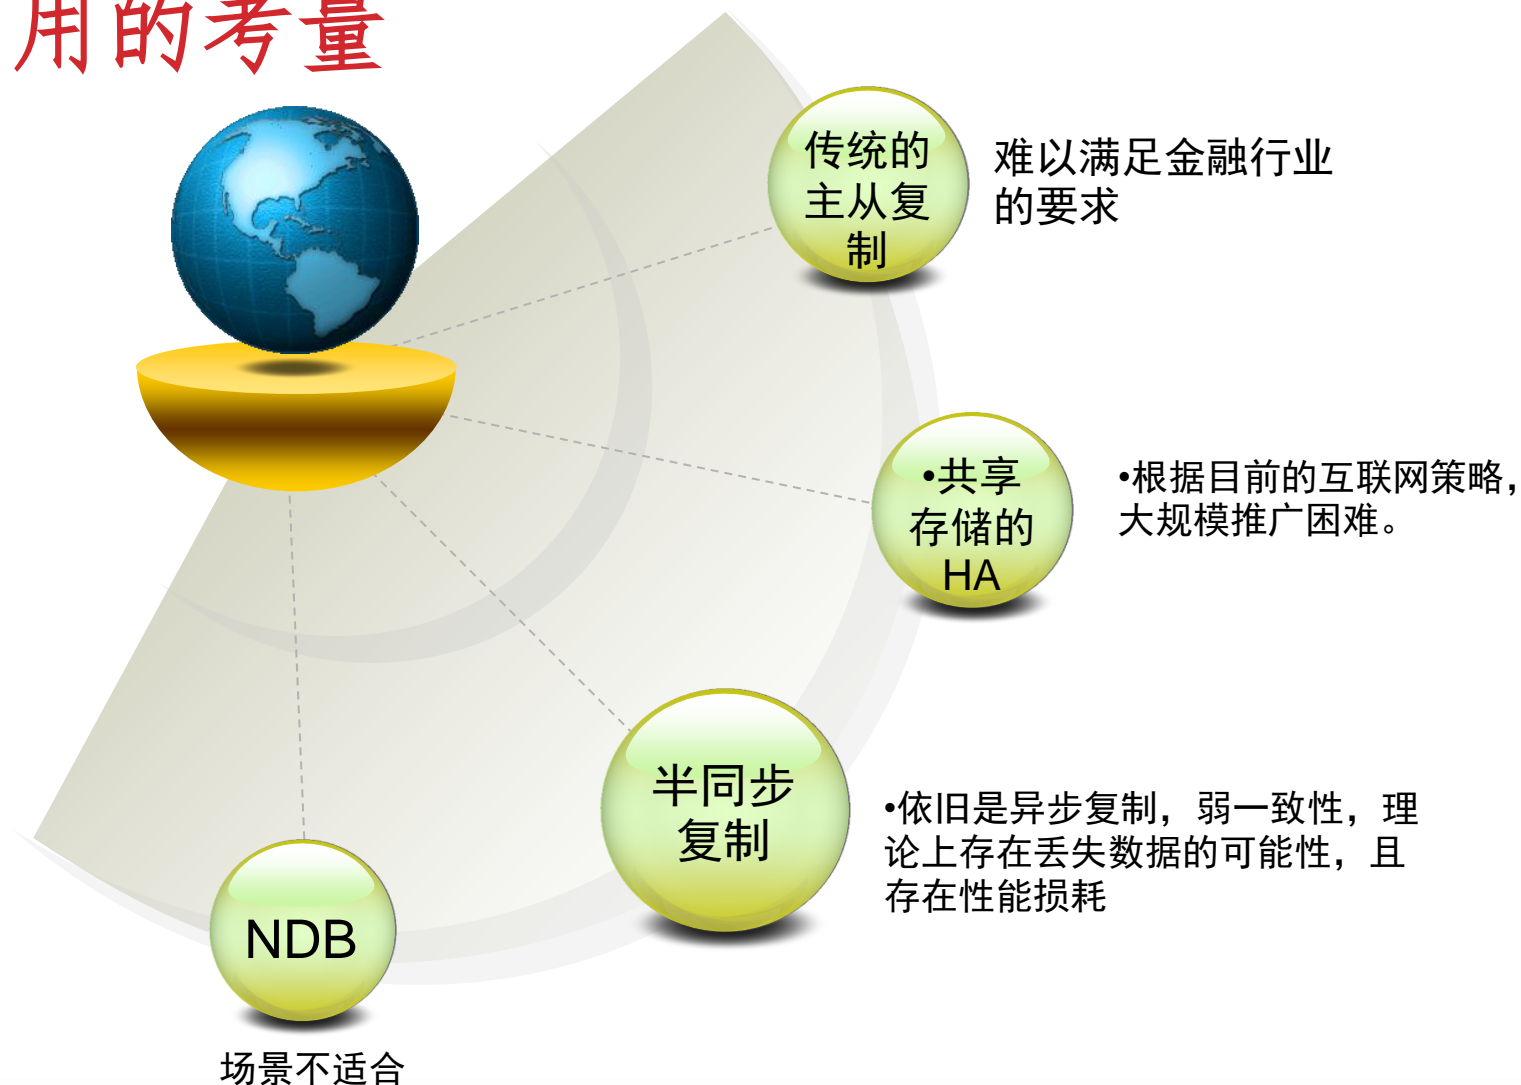 用的考量
传统的
主从复
制
难以满足金融行业
的要求
•共享
存储的
HA
•根据目前的互联网策略，
大规模推广困难。
半同步
复制
•依旧是异步复制，弱一致性，理
论上存在丢失数据的可能性，且
存在性能损耗
NDB
场景不适合